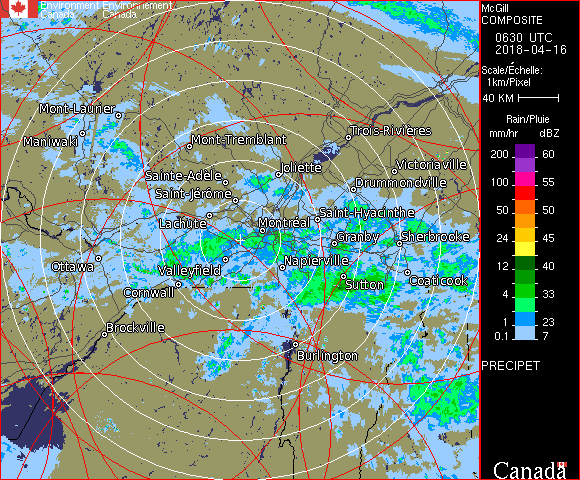 Environment Environnement
Canada Canada
McGill
COMPOSITE
0630 UTC
2018-04-16
Scale/Échelle:
1km/Pixel
40 KM
Rain/Pluie
mm/hr dBZ
200 60
100 55
50 50
24 45
12 40
4 33
1 23
0.1 7
PRECIPET
Canada
Mont-Laurier
Maniwaki
Mont-Tremblant
Trois-Rivières
Sainte-Adèle
Joliette
Victoriaville
Saint-Jérôme
Drummondville
Lachute
Montréal
Saint-Hyacinthe
Granby
Sherbrooke
Ottawa
Valleyfield
Napierville
Cornwall
Sutton
Coaticook
Brockville
Burlington